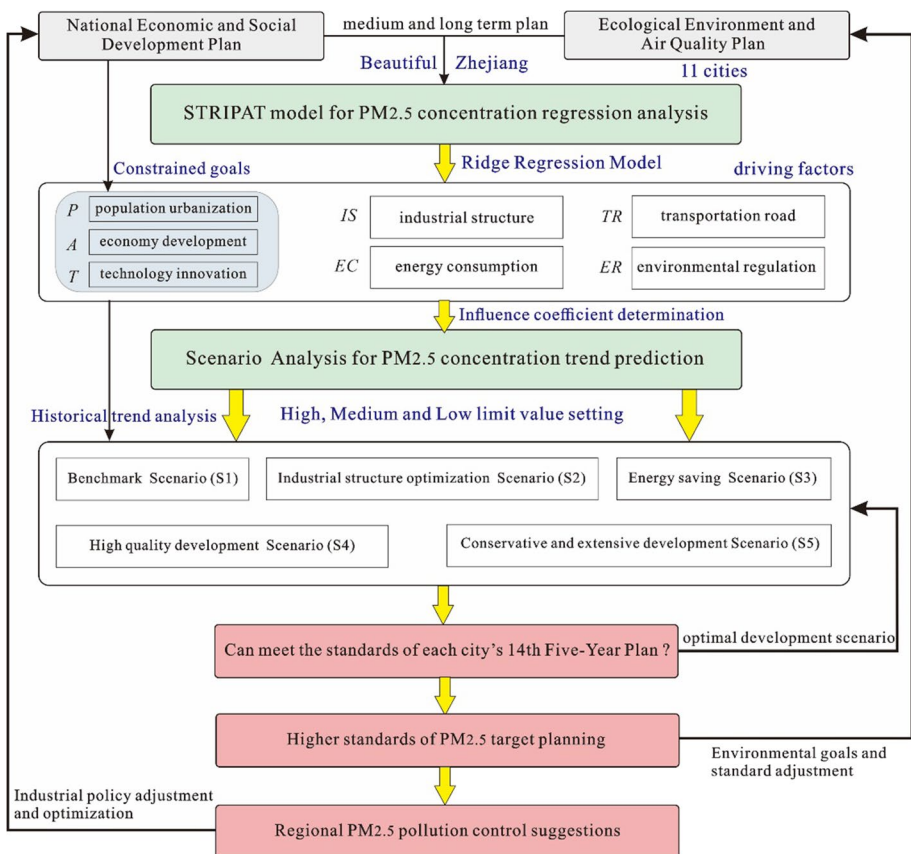 National Economic and Social
Development Plan
medium and long term plan
Ecological Environment and
Air Quality Plan
Beautiful Zhejiang
11 cities
STRIPAT model for PM2.5 concentration regression analysis
Constrained goals
Ridge Regression Model
driving factors
P population urbanization
A economy development
T technology innovation
IS industrial structure
EC energy consumption
TR transportation road
ER environmental regulation
Influence coefficient determination
Scenario Analysis for PM2.5 concentration trend prediction
Historical trend analysis
High, Medium and Low limit value setting
Benchmark Scenario (S1)
Industrial structure optimization Scenario (S2)
Energy saving Scenario (S3)
High quality development Scenario (S4)
Conservative and extensive development Scenario (S5)
Can meet the standards of each city's 14th Five-Year Plan ?
optimal development scenario
Higher standards of PM2.5 target planning
Environmental goals and
standard adjustment
Industrial policy adjustment
and optimization
Regional PM2.5 pollution control suggestions